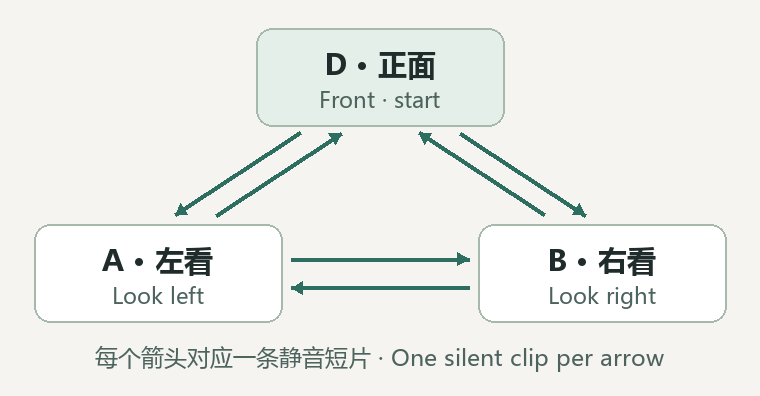 D · 正面
Front · start
A · 左看
Look left
B · 右看
Look right
每个箭头对应一条静音短片 · One silent clip per arrow